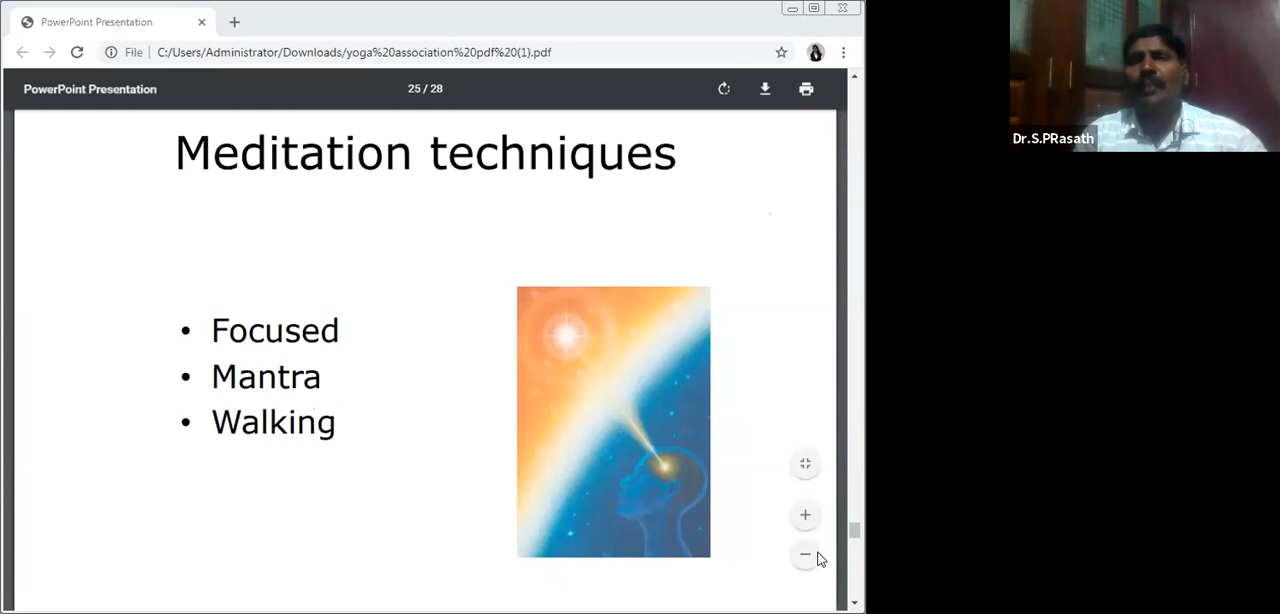 PowerPoint Presentation
File C:/Users/Administrator/Downloads/yoga%20association%20pdf%20(1).pdf
PowerPoint Presentation 25 / 28
Meditation techniques
• Focused
• Mantra
• Walking
Dr.S.PRasath